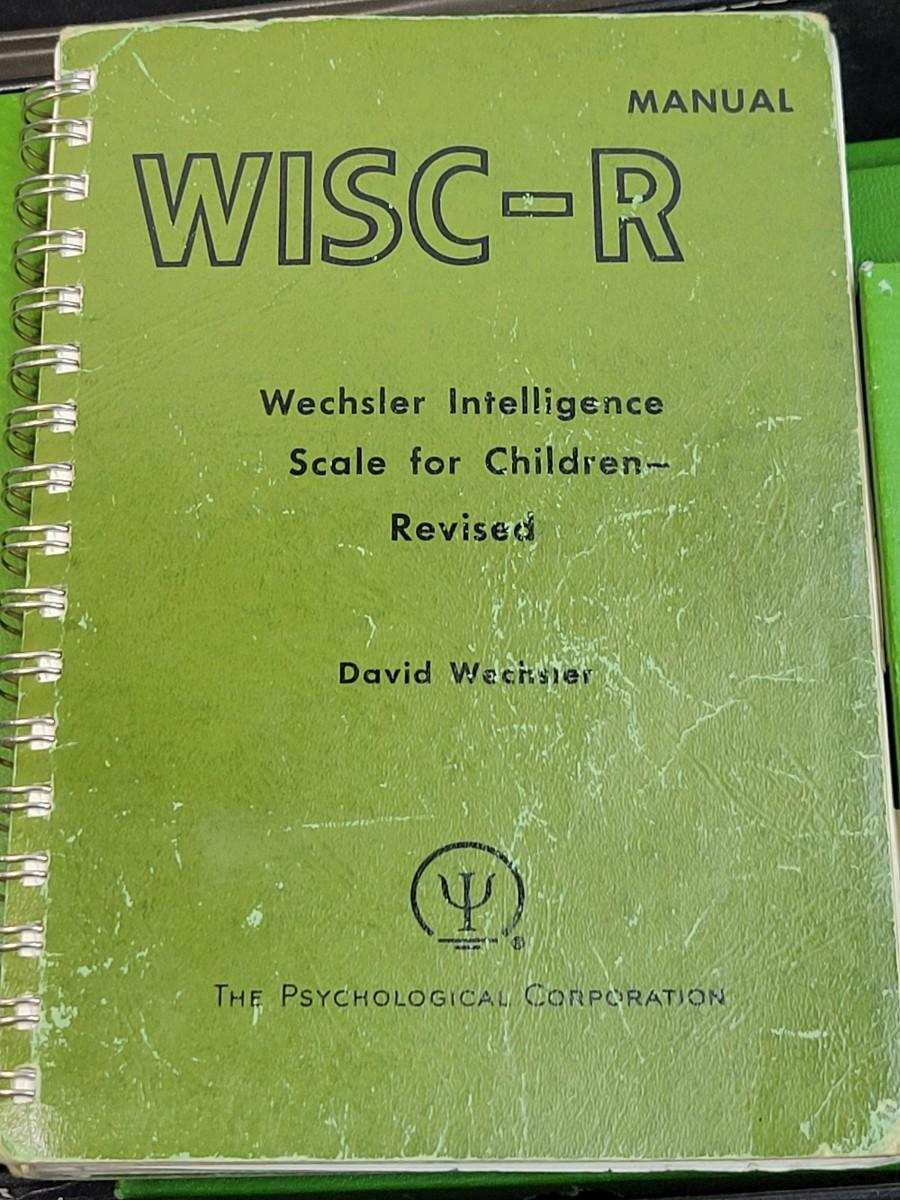 MANUAL
WISC-R
Wechsler Intelligence
Scale for Children—
Revised
David Wechsler
Ψ ®
THE PSYCHOLOGICAL CORPORATION